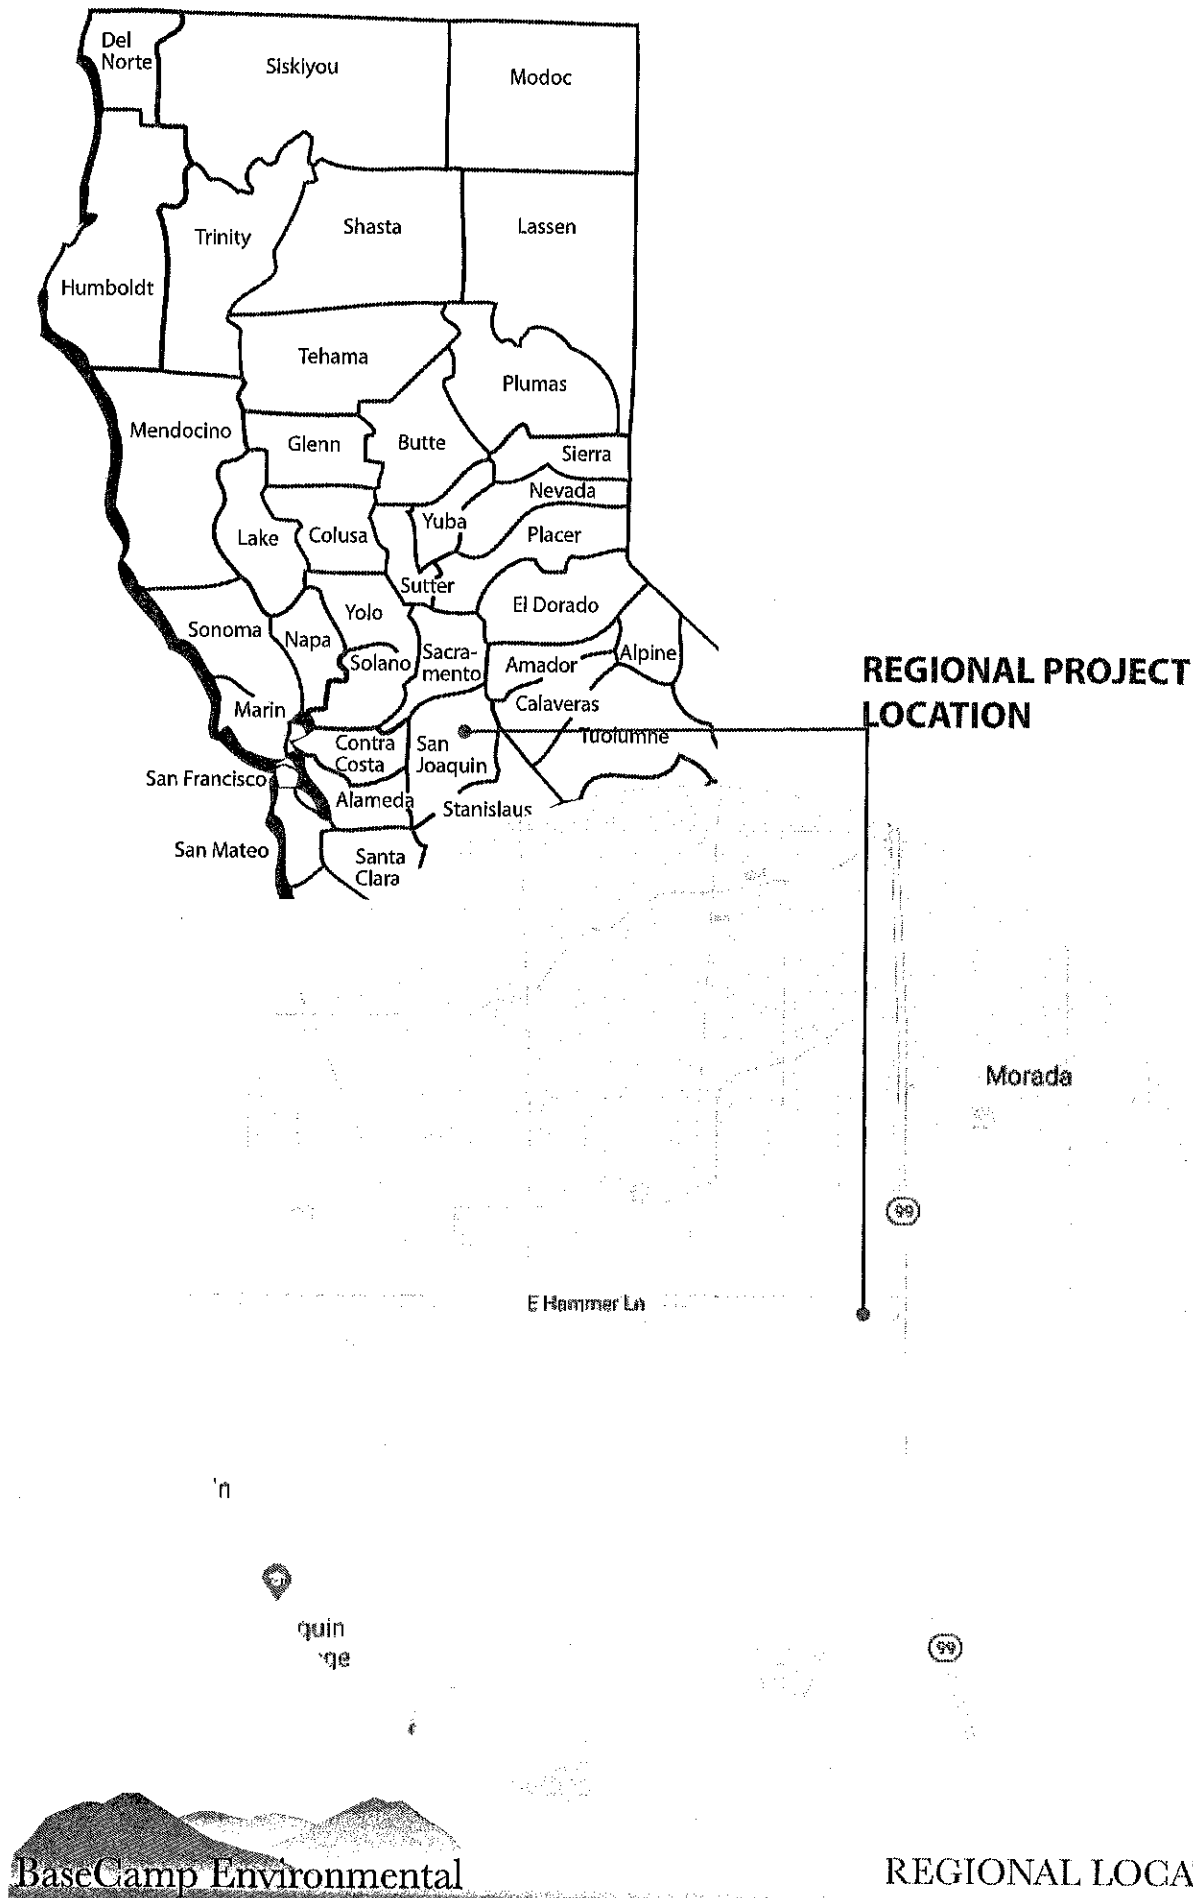 Del
Norte
Siskiyou
Modoc
Trinity
Shasta
Lassen
Humboldt
Tehama
Plumas
Mendocino
Glenn
Butte
Sierra
Nevada
Lake
Colusa
Yuba
Placer
Sutter
El Dorado
Yolo
Sonoma
Napa
Solano
Sacra-
mento
Amador
Alpine
REGIONAL PROJECT
LOCATION
Marin
Calaveras
Contra
Costa
San
Joaquin
Tuolumne
San Francisco
Alameda
Stanislaus
San Mateo
Santa
Clara
Morada
99
E Hammer Ln
'n
quin
ge
99
BaseCamp Environmental
REGIONAL LOCA